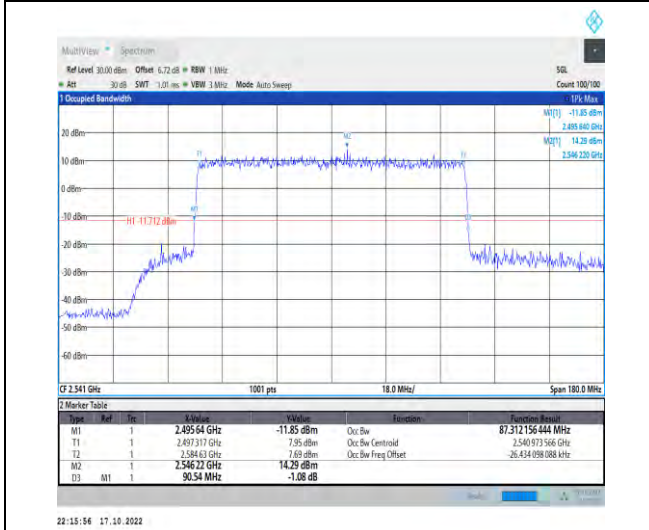 MultiView Spectrum
Ref Level 30.00 dBm Offset 6.72 dB RBW 1 MHz SGL
Att 30 dB SWT 1.01 ms VBW 3 MHz Mode Auto Sweep Count 100/100
1 Occupied Bandwidth 1Pk Max
M1[1] -11.85 dBm
2.495 640 GHz
M2[1] 14.29 dBm
2.546 220 GHz
20 dBm
M2
T1
10 dBm
0 dBm
M1
-10 dBm
H1 -11.712 dBm
-20 dBm
-30 dBm
-40 dBm
-50 dBm
-60 dBm
CF 2.541 GHz 1001 pts 18.0 MHz/ Span 180.0 MHz
2 Marker Table
Type Ref Trc X-Value Y-Value Function Function Result
M1 1 2.495 64 GHz -11.85 dBm Occ Bw 87.312 156 444 MHz
T1 1 2.497 317 GHz 7.95 dBm Occ Bw Centroid 2.540 973 566 GHz
T2 1 2.584 63 GHz 7.69 dBm Occ Bw Freq Offset -26.434 098 088 kHz
M2 1 2.546 22 GHz 14.29 dBm
D3 M1 1 90.54 MHz -1.08 dB
22:15:56 17.10.2022